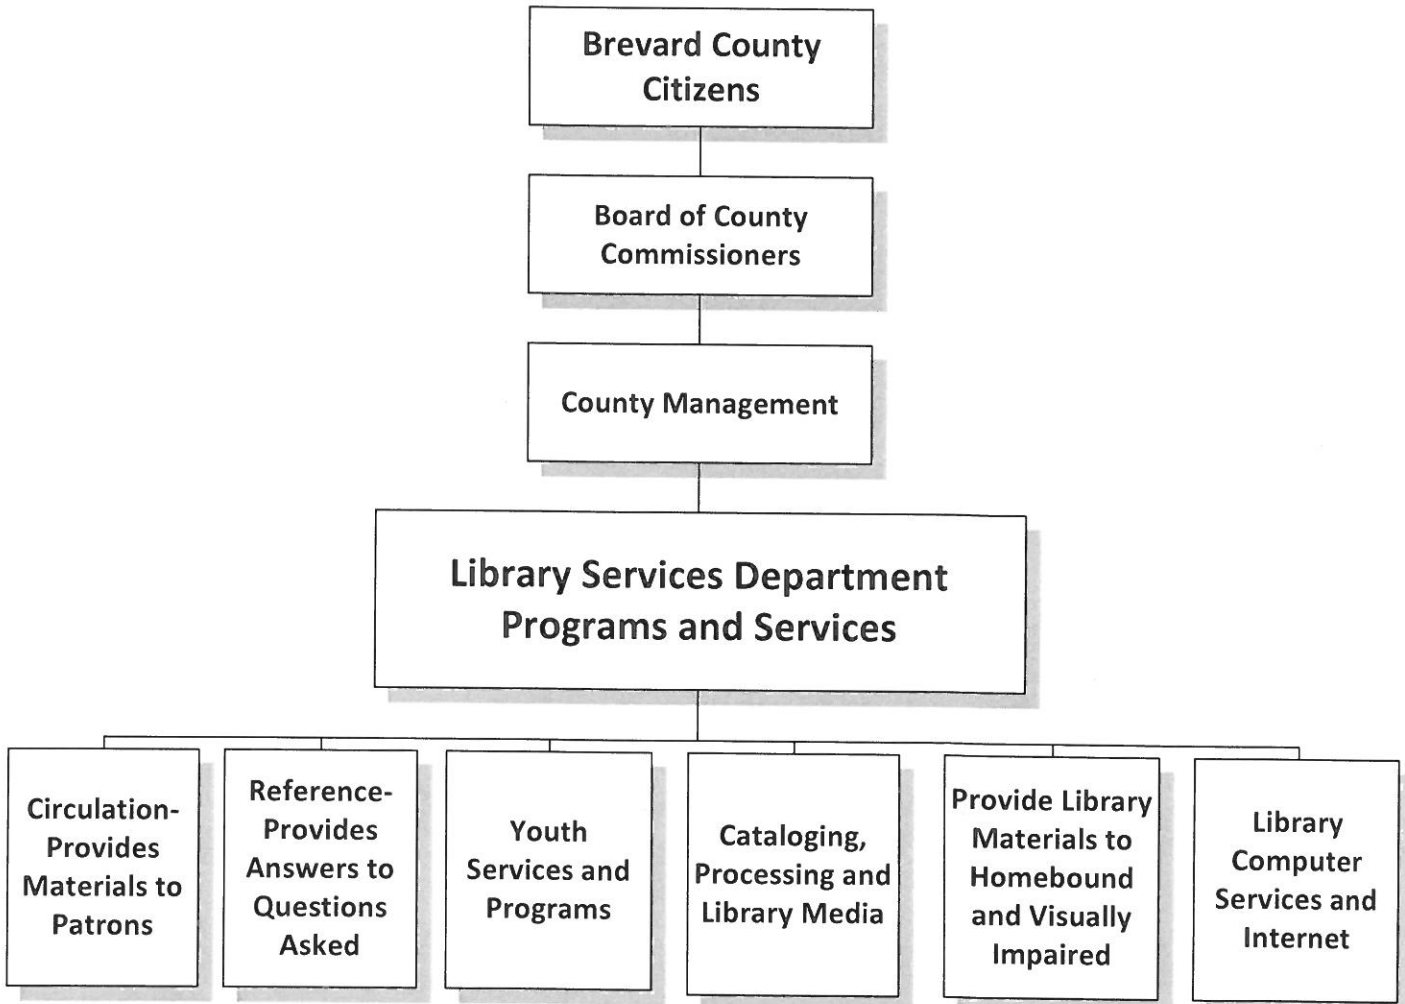 Brevard County
Citizens
Board of County
Commissioners
County Management
Library Services Department
Programs and Services
Circulation-
Provides
Materials to
Patrons
Reference-
Provides
Answers to
Questions
Asked
Youth
Services and
Programs
Cataloging,
Processing and
Library Media
Provide Library
Materials to
Homebound
and Visually
Impaired
Library
Computer
Services and
Internet